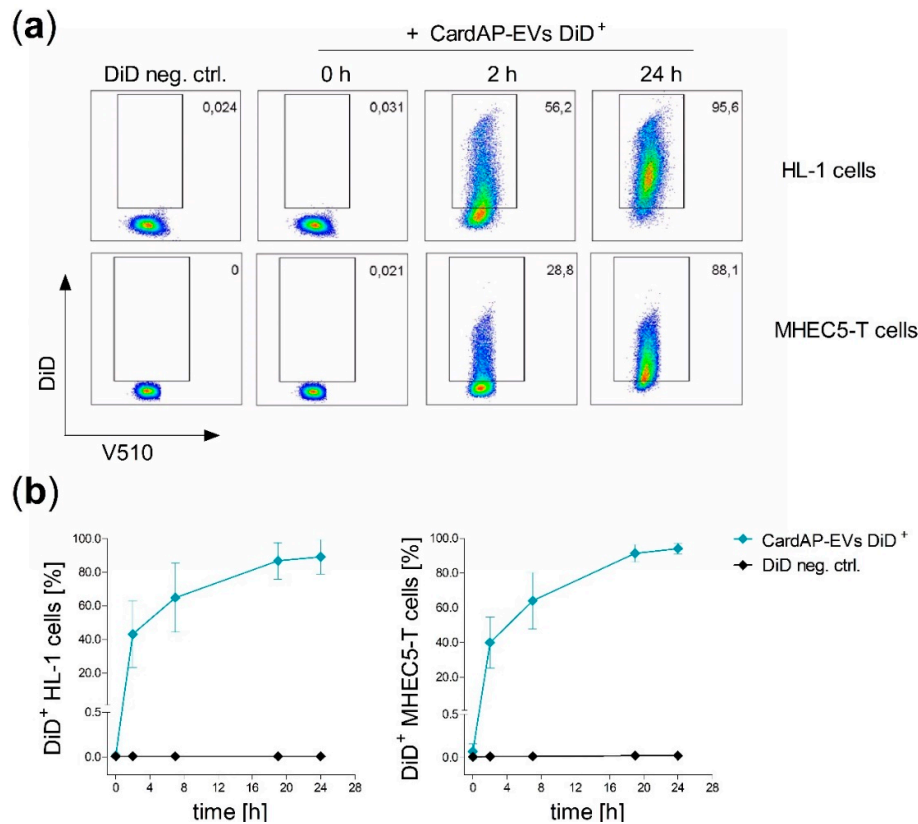 (a)
+ CardAP-EVs DiD+
DiD neg. ctrl. 0 h 2 h 24 h
0,024 0,031 56,2 95,6
HL-1 cells
0 0,021 28,8 88,1
MHEC5-T cells
DiD
V510
(b)
DiD+ HL-1 cells [%]
100.0
80.0
60.0
40.0
20.0
0.5
0.0
0 4 8 12 16 20 24 28
time [h]
DiD+ MHEC5-T cells [%]
100.0
80.0
60.0
40.0
20.0
0.5
0.0
0 4 8 12 16 20 24 28
time [h]
CardAP-EVs DiD+
DiD neg. ctrl.